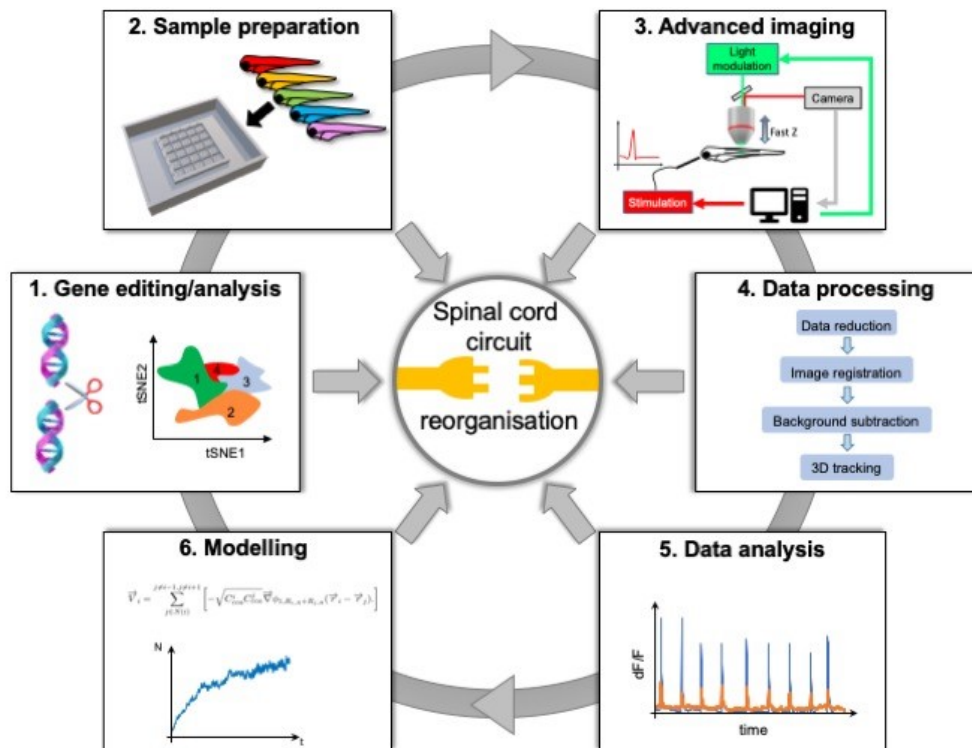 2. Sample preparation
3. Advanced imaging
Light
modulation
Camera
Fast Z
Stimulation
1. Gene editing/analysis
tSNE2
1
4
3
2
tSNE1
Spinal cord
circuit
reorganisation
4. Data processing
Data reduction
Image registration
Background subtraction
3D tracking
6. Modelling
N
t
5. Data analysis
dF/F
time